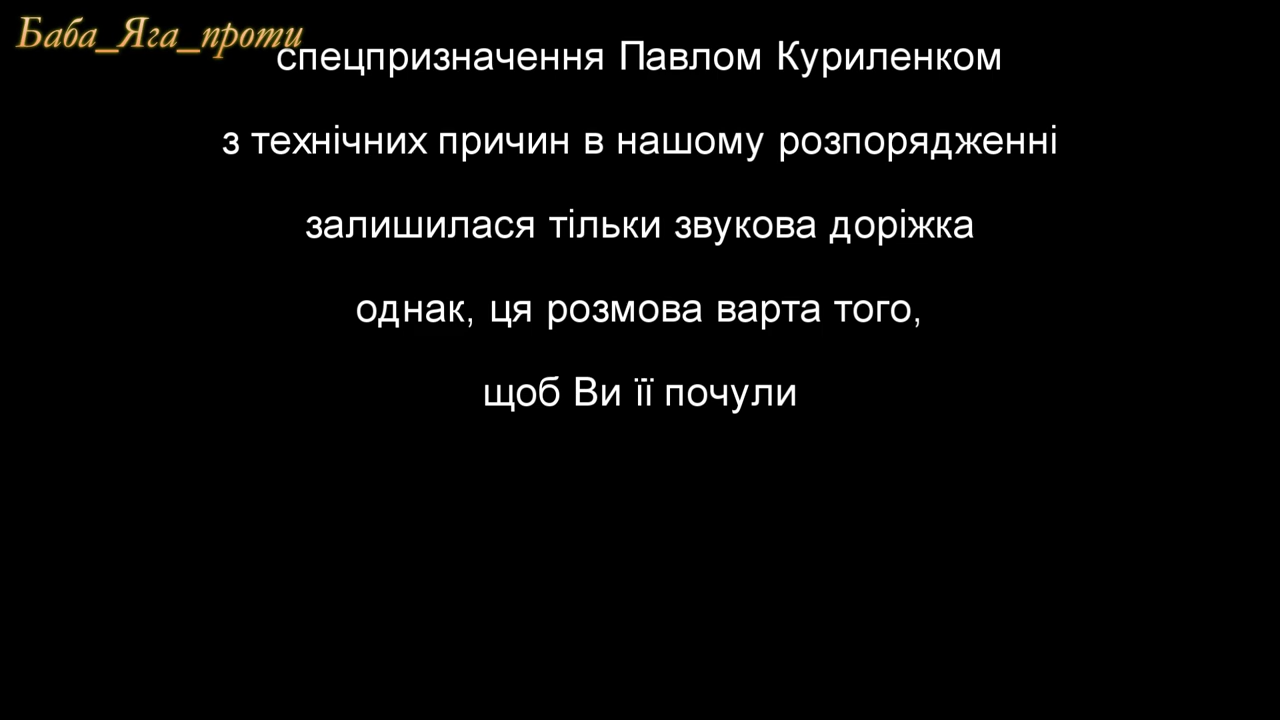 Баба_Яга_проти
спецпризначення Павлом Куриленком
з технічних причин в нашому розпорядженні
залишилася тільки звукова доріжка
однак, ця розмова варта того,
щоб Ви її почули